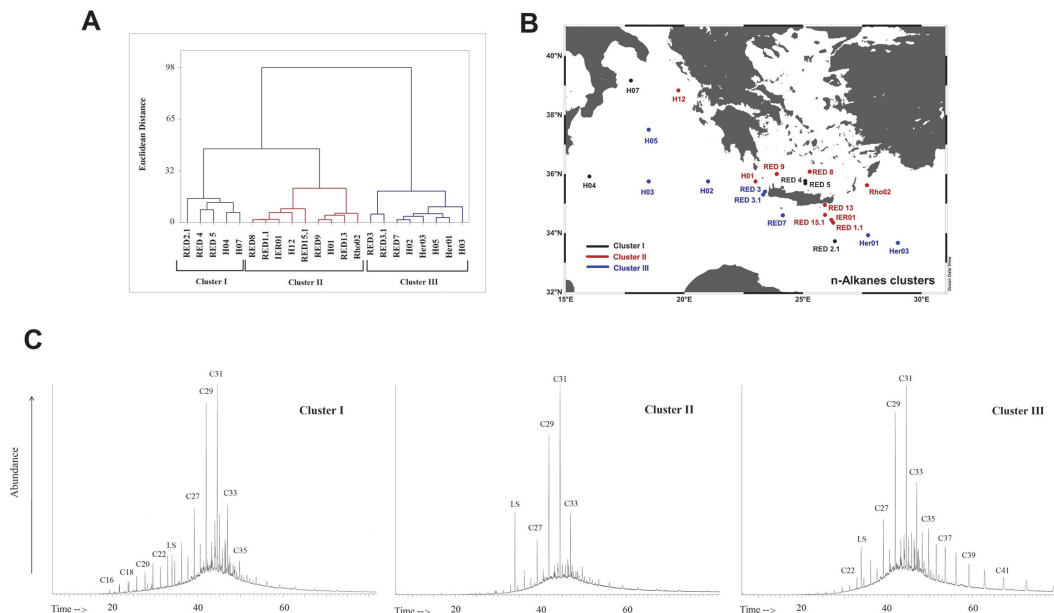 A
Euclidean Distance
98
65
32
0
RED2.1
RED 4
RED 5
H04
H07
RED8
RED1.1
IER01
H12
RED15.1
RED9
H01
RED13
Rho02
RED3
RED3.1
RED7
H02
Her03
H05
Her01
H03
Cluster I
Cluster II
Cluster III
B
40°N
38°N
36°N
34°N
32°N
15°E
20°E
25°E
30°E
H07
H12
H05
H04
H03
H02
H01
RED 9
RED 8
RED 4
RED 5
RED 3
RED 3.1
Rho02
RED 13
RED7
RED 15.1
IER01
RED 1.1
RED 2.1
Her01
Her03
Cluster I
Cluster II
Cluster III
n-Alkanes clusters
Ocean Data View
C
Abundance
Cluster I
C31
C29
C27
C33
I.S
C22
C20
C18
C16
C35
Time -->
20
40
60
Cluster II
C31
C29
I.S
C27
C33
20
40
60
Cluster III
C31
C29
C33
C27
C35
I.S
C37
C22
C39
C41
20
40
60
Time -->